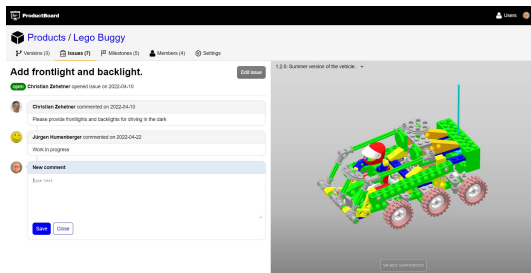 ProductBoard
Users
Products / Lego Buggy
Versions (3)
Issues (7)
Milestones (5)
Members (4)
Settings
Add frontlight and backlight.
Edit issue
open Christian Zehetner opened issue on 2022-04-10
Christian Zehetner commented on 2022-04-10
Please provide frontlights and backlights for driving in the dark
Jürgen Humenberger commented on 2022-04-22
Work in progress
New comment
Type text
Save
Close
1.2.0: Summer version of the vehicle.
VR NOT SUPPORTED